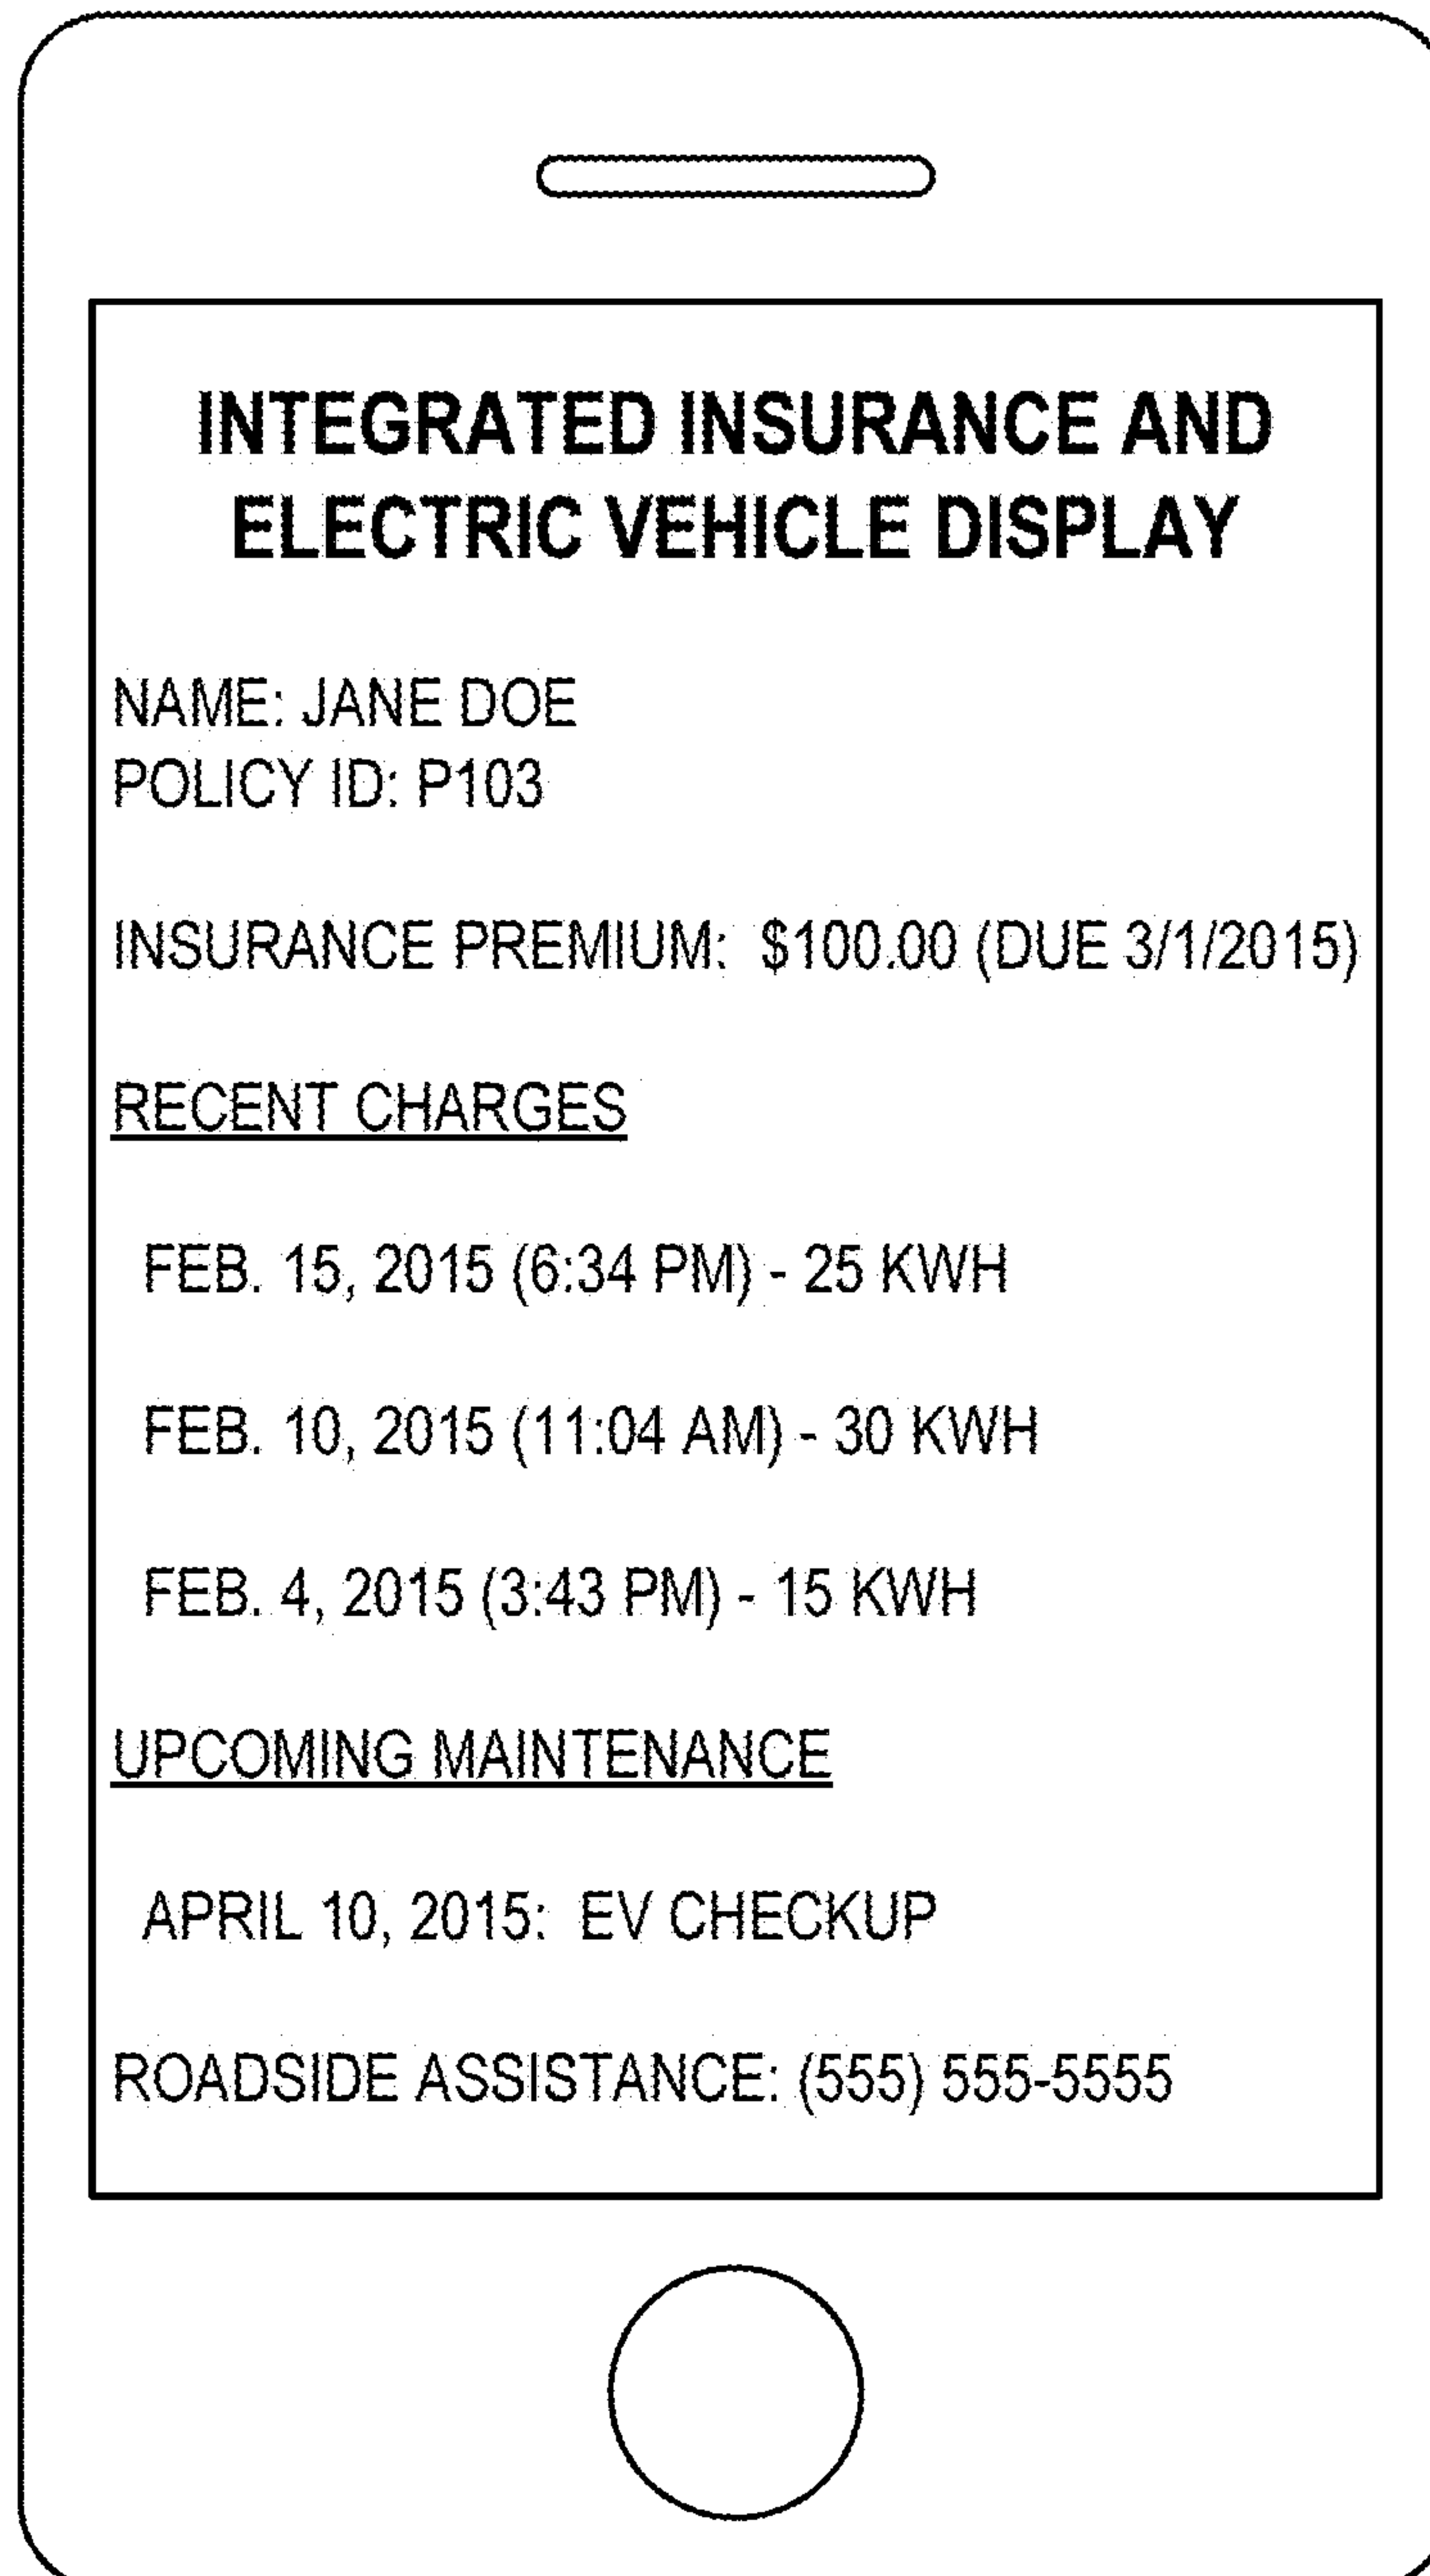 INTEGRATED INSURANCE AND
ELECTRIC VEHICLE DISPLAY
NAME: JANE DOE
POLICY ID: P103
INSURANCE PREMIUM: $100.00 (DUE 3/1/2015)
RECENT CHARGES
FEB. 15, 2015 (6:34 PM) - 25 KWH
FEB. 10, 2015 (11:04 AM) - 30 KWH
FEB. 4, 2015 (3:43 PM) - 15 KWH
UPCOMING MAINTENANCE
APRIL 10, 2015: EV CHECKUP
ROADSIDE ASSISTANCE: (555) 555-5555